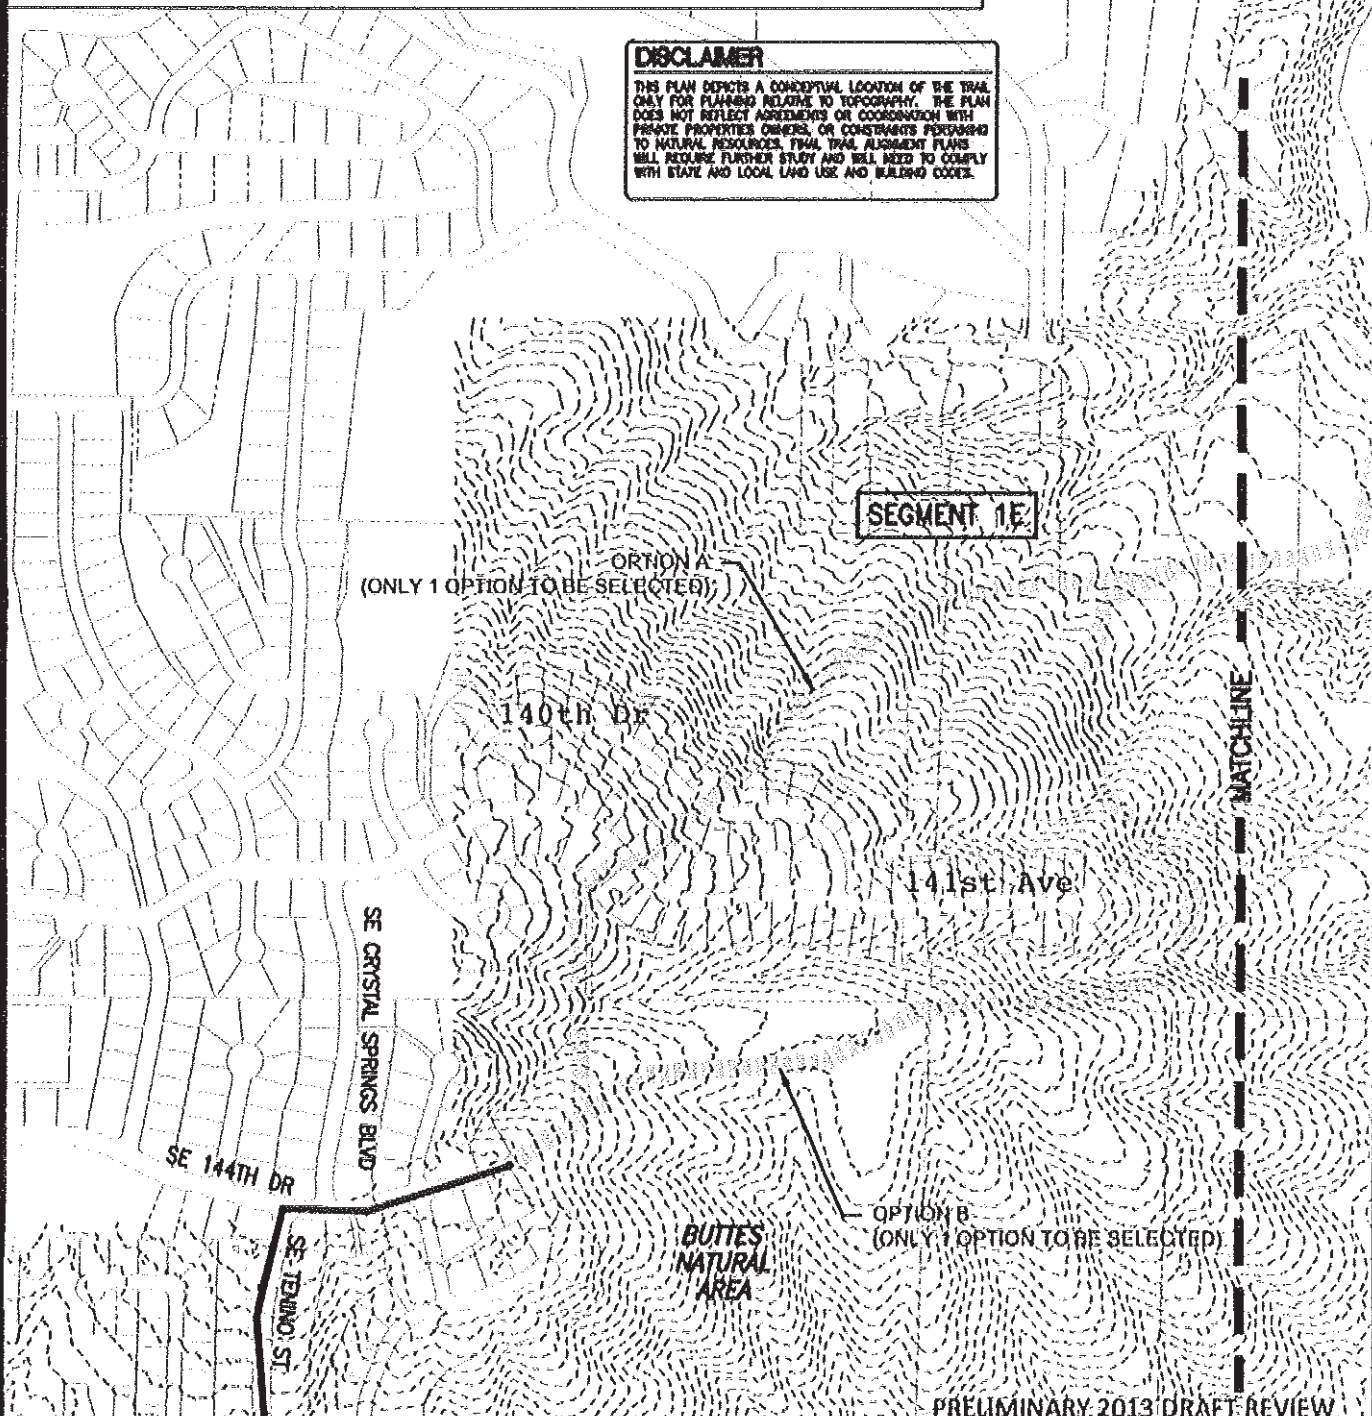 DISCLAIMER
THIS PLAN DEPICTS A CONCEPTUAL LOCATION OF THE TRAIL
ONLY FOR PLANNING RELATIVE TO TOPOGRAPHY. THE PLAN
DOES NOT REFLECT AGREEMENTS OR COORDINATION WITH
PRIVATE PROPERTIES OWNERS, OR CONSTRAINTS PERTAINING
TO NATURAL RESOURCES. FINAL TRAIL ALIGNMENT PLANS
WILL REQUIRE FURTHER STUDY AND WILL NEED TO COMPLY
WITH STATE AND LOCAL LAND USE AND BUILDING CODES.
SEGMENT 1E
OPTION A
(ONLY 1 OPTION TO BE SELECTED)
140th Dr
MATCHLINE
141st Ave
SE CRYSTAL SPRINGS BLVD
SE 144TH DR
SE TENINO ST
OPTION B
(ONLY 1 OPTION TO BE SELECTED)
BUTTES
NATURAL
AREA
PRELIMINARY 2013 DRAFT REVIEW